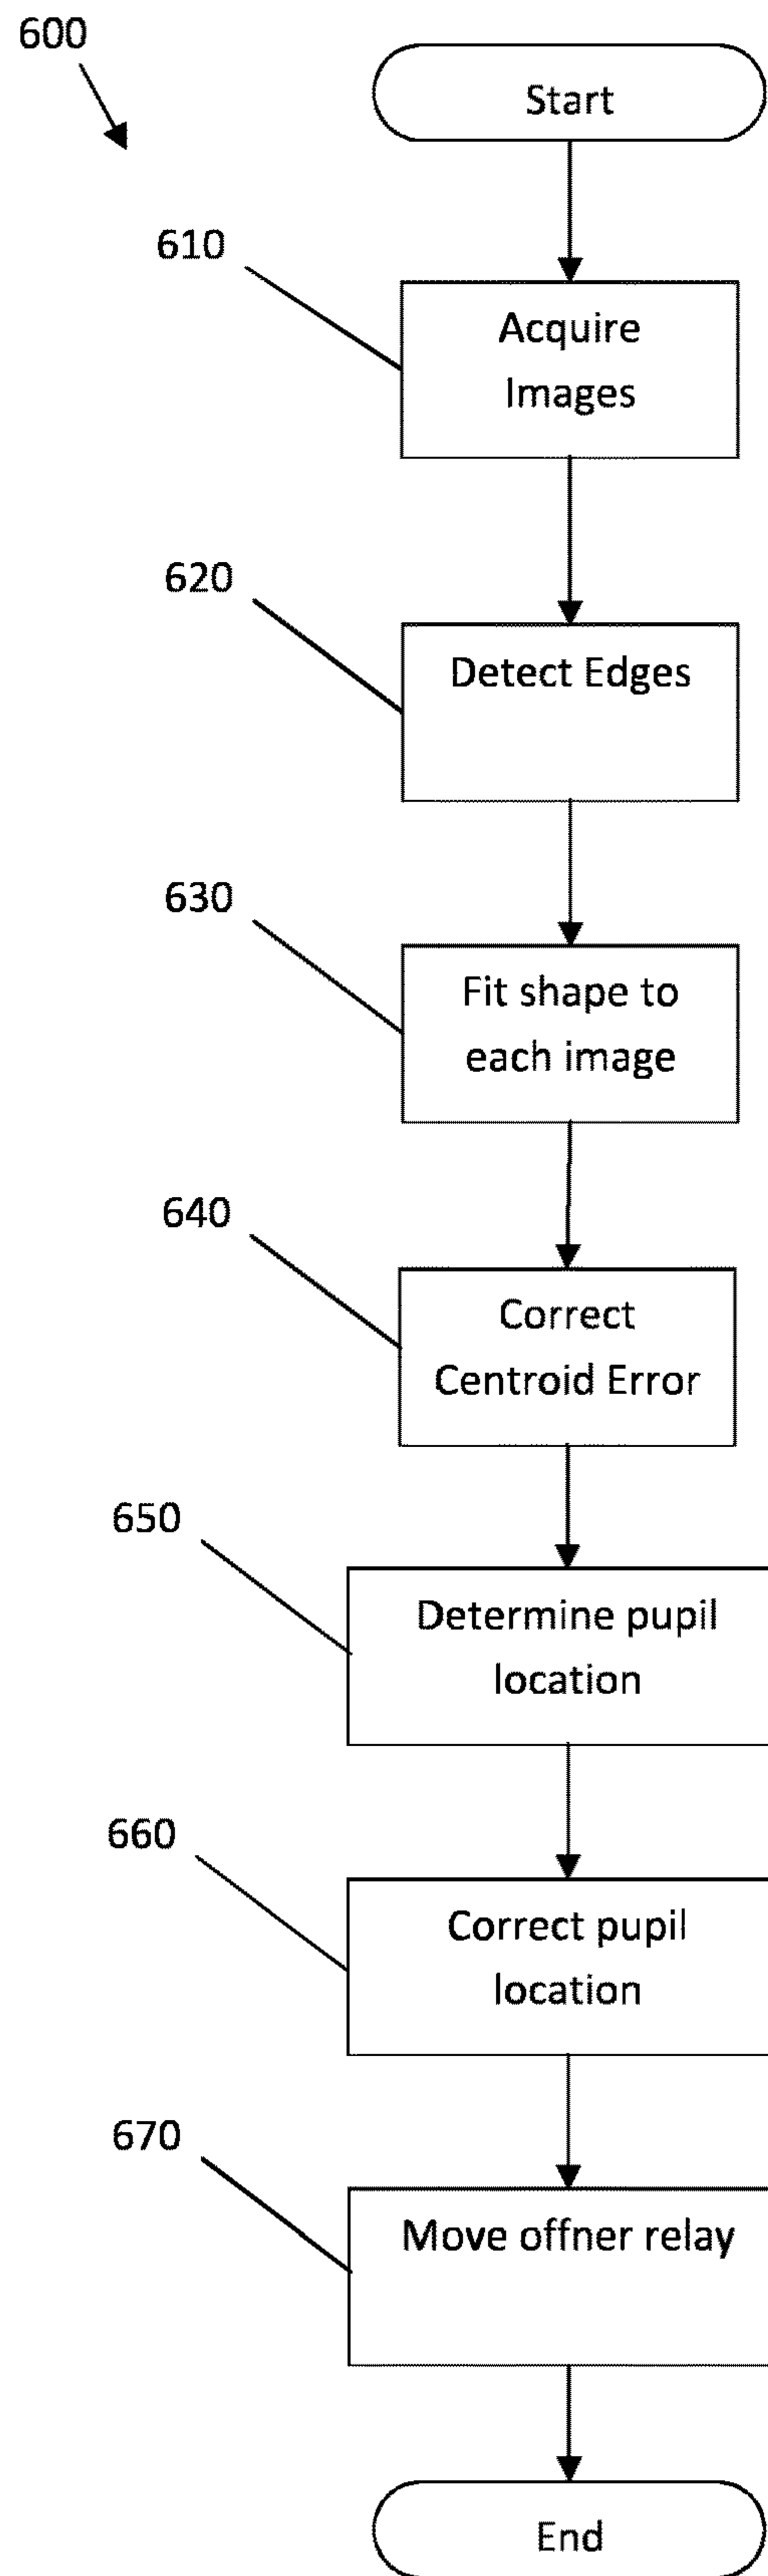 600
Start
610
Acquire
Images
620
Detect Edges
630
Fit shape to
each image
640
Correct
Centroid Error
650
Determine pupil
location
660
Correct pupil
location
670
Move offner relay
End